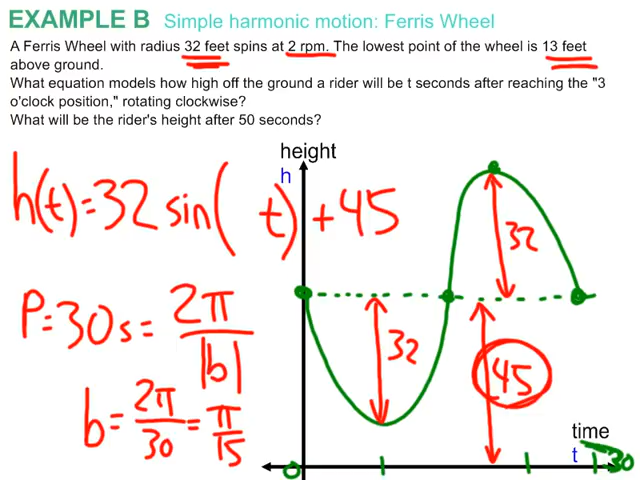 EXAMPLE B Simple harmonic motion: Ferris Wheel
A Ferris Wheel with radius 32 feet spins at 2 rpm. The lowest point of the wheel is 13 feet
above ground.
What equation models how high off the ground a rider will be t seconds after reaching the "3
o'clock position," rotating clockwise?
What will be the rider's height after 50 seconds?
height
h
h(t)=32 sin( t)+45
32
P=30s=2π/|b|
32
45
b=2π/30=π/15
time
t
0
30